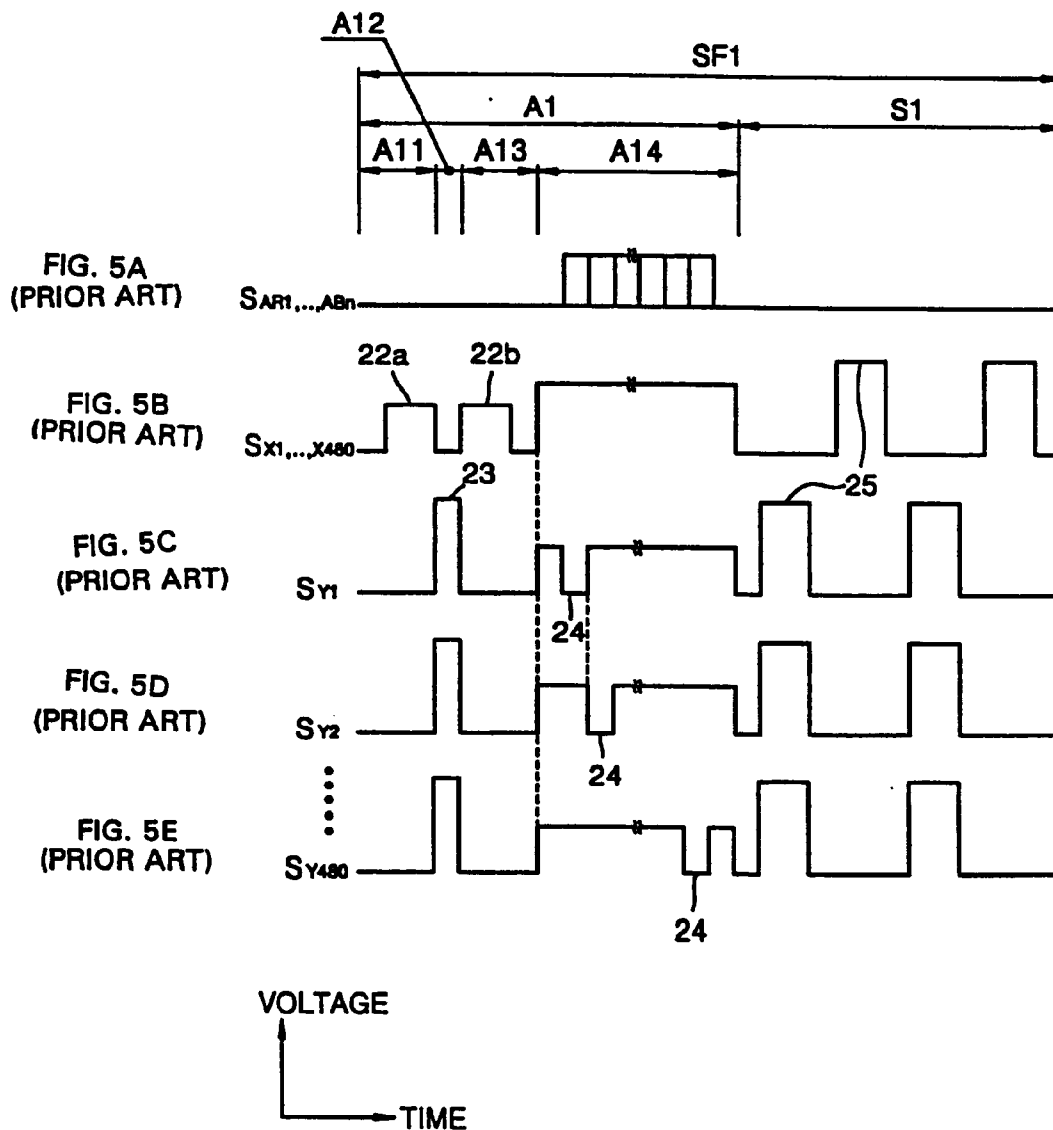 A12
SF1
A1
S1
A11
A13
A14
FIG. 5A
(PRIOR ART)
SAR1,..,ABn
22a
22b
FIG. 5B
(PRIOR ART)
SX1,..,X480
23
25
FIG. 5C
(PRIOR ART)
SY1
24
FIG. 5D
(PRIOR ART)
SY2
24
FIG. 5E
(PRIOR ART)
SY480
24
VOLTAGE
TIME